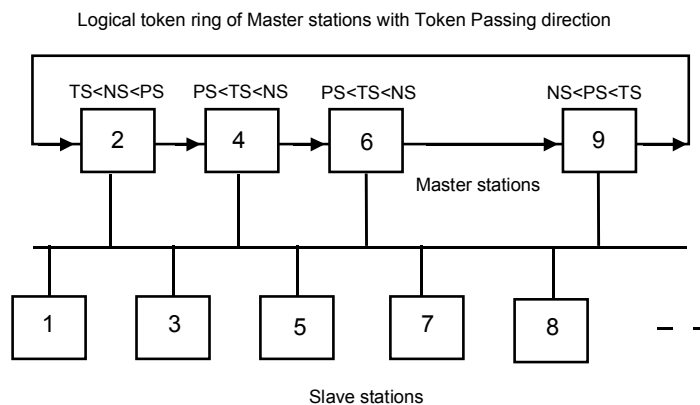 Logical token ring of Master stations with Token Passing direction
TS<NS<PS PS<TS<NS PS<TS<NS NS<PS<TS
2 4 6 9
Master stations
1 3 5 7 8
Slave stations